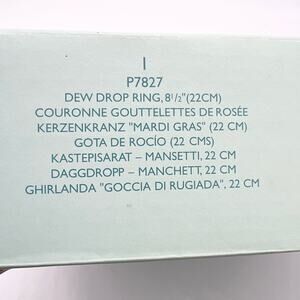 1
P7827
DEW DROP RING, 8½"(22CM)
COURONNE GOUTTELETTES DE ROSÉE
KERZENKRANZ "MARDI GRAS" (22 CM)
GOTA DE ROCÍO (22 CMS)
KASTEPISARAT – MANSETTI, 22 CM
DAGGDROPP – MANCHETT, 22 CM
GHIRLANDA "GOCCIA DI RUGIADA", 22 CM